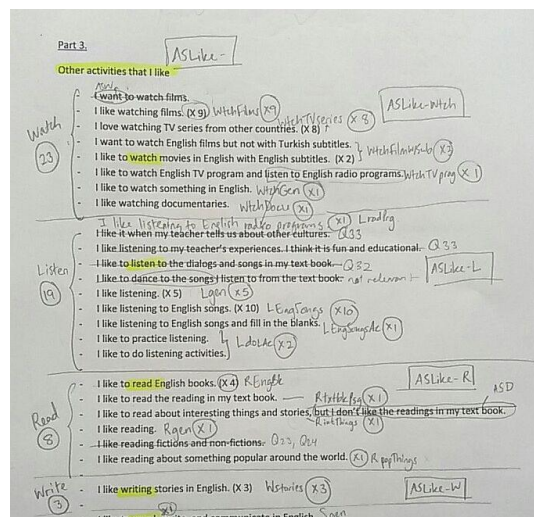 Part 3.
ASLike-
Other activities that I like
- I want to watch films.
- I like watching films. (X 9) WtchFilms X9
ASLike-Wtch
- I love watching TV series from other countries. (X 8) WtchTVseries X 8
- I want to watch English films but not with Turkish subtitles.
- I like to watch movies in English with English subtitles. (X 2)
- I like to watch English TV program and listen to English radio programs. WtchTVprog X 1
- I like to watch something in English. WtchGen X1
- I like watching documentaries. WtchDocu X1
Watch
23
I like listening to English radio programs X1
- I like it when my teacher tells us about other cultures. Q33
- I like listening to my teacher's experiences. I think it is fun and educational. Q33
- I like to listen to the dialogs and songs in my text book. Q32
- I like to dance to the songs I listen to from the text book. not relevant
ASLike-L
- I like listening. (X 5) Lgen X5
- I like listening to English songs. (X 10) LEngSongs X10
- I like listening to English songs and fill in the blanks. LEngSongsAc X1
- I like to practice listening.
- I like to do listening activities. LdoLAc X2
Listen
19
- I like to read English books. (X 4) REngBk
ASLike-R
- I like to read the reading in my text book. X1
ASD
- I like to read about interesting things and stories, but I don't like the readings in my text book.
- I like reading. Rgen X1
- I like reading fictions and non-fictions. Q23, Q24
- I like reading about something popular around the world. X1 RpopThings
Read
8
- I like writing stories in English. (X 3) Wstories X3
ASLike-W
Write
3